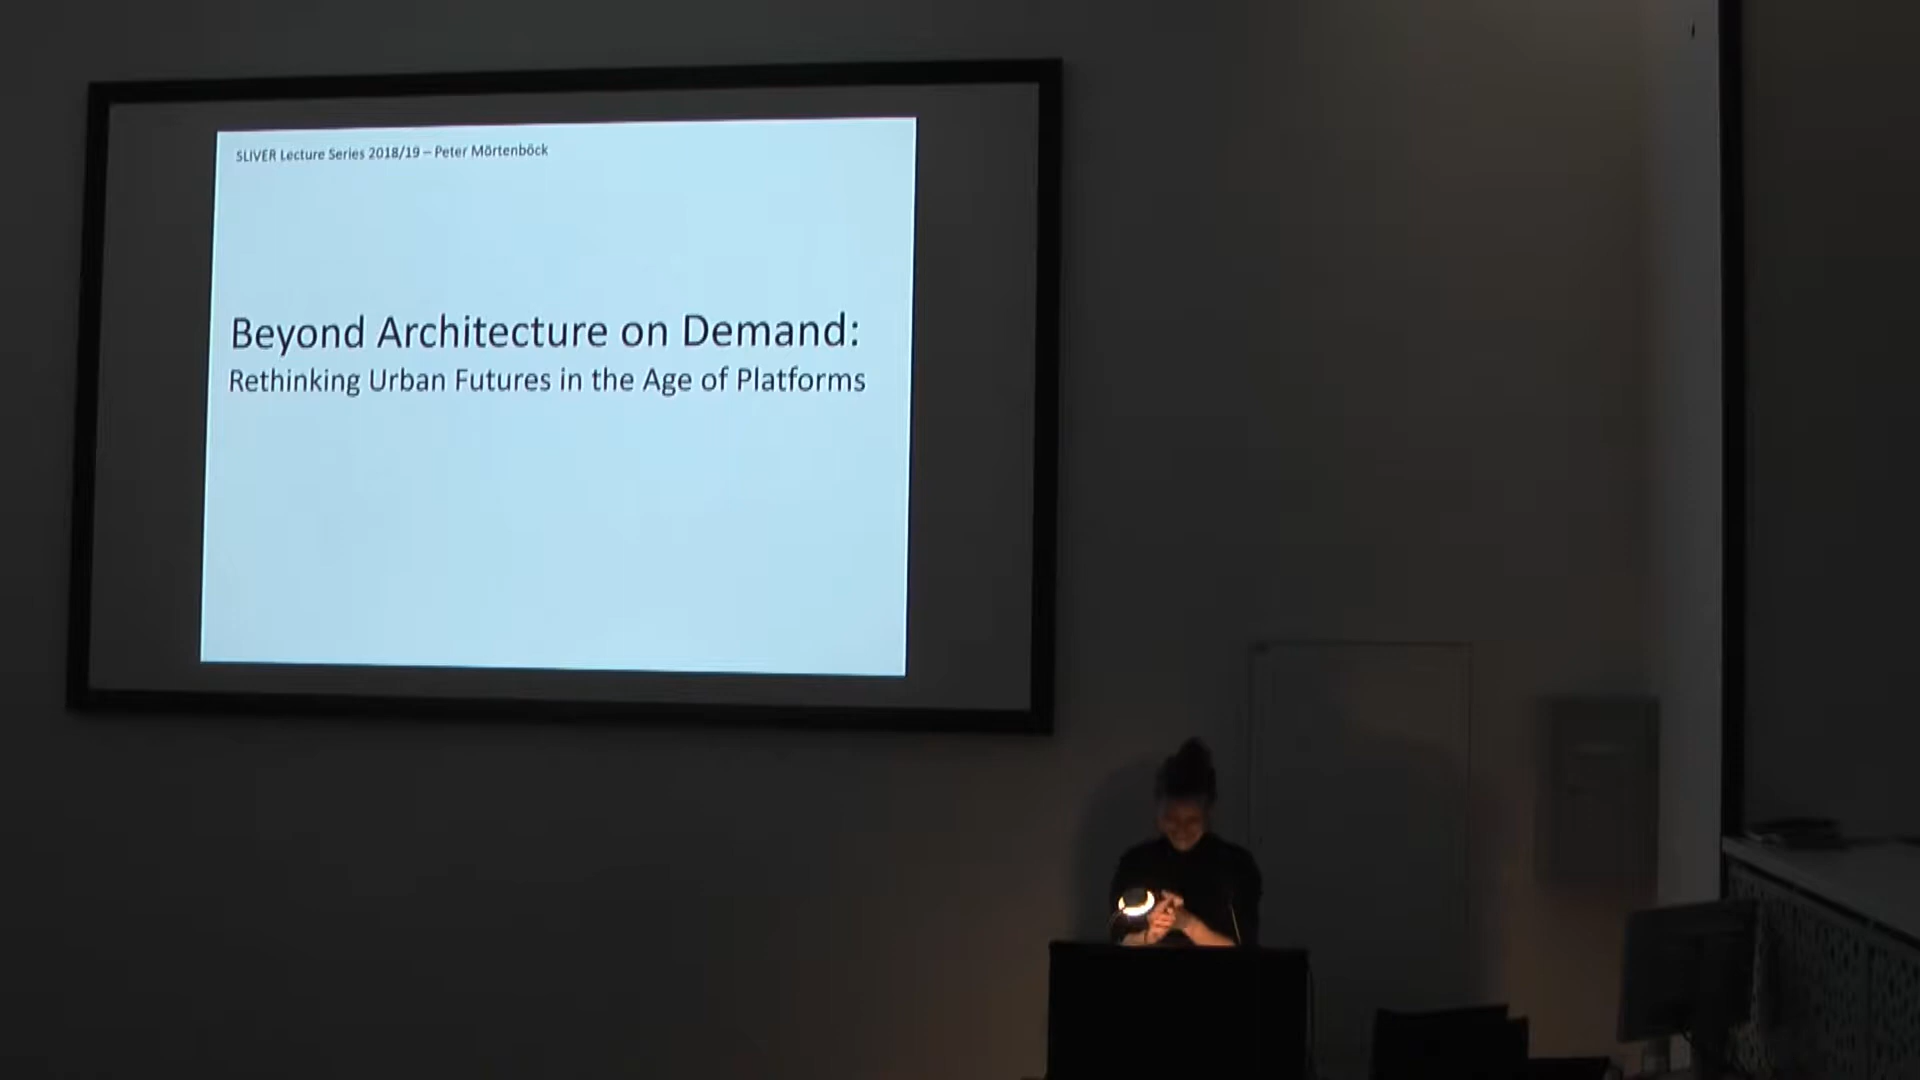 SLIVER Lecture Series 2018/19 – Peter Mörtenböck
Beyond Architecture on Demand:
Rethinking Urban Futures in the Age of Platforms